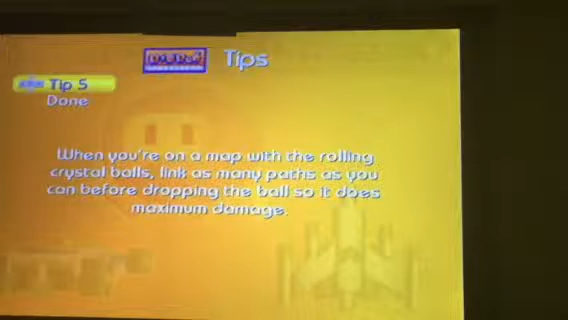 Tips
Tip 5
Done
When you're on a map with the rolling
crystal balls, link as many paths as you
can before dropping the ball so it does
maximum damage.